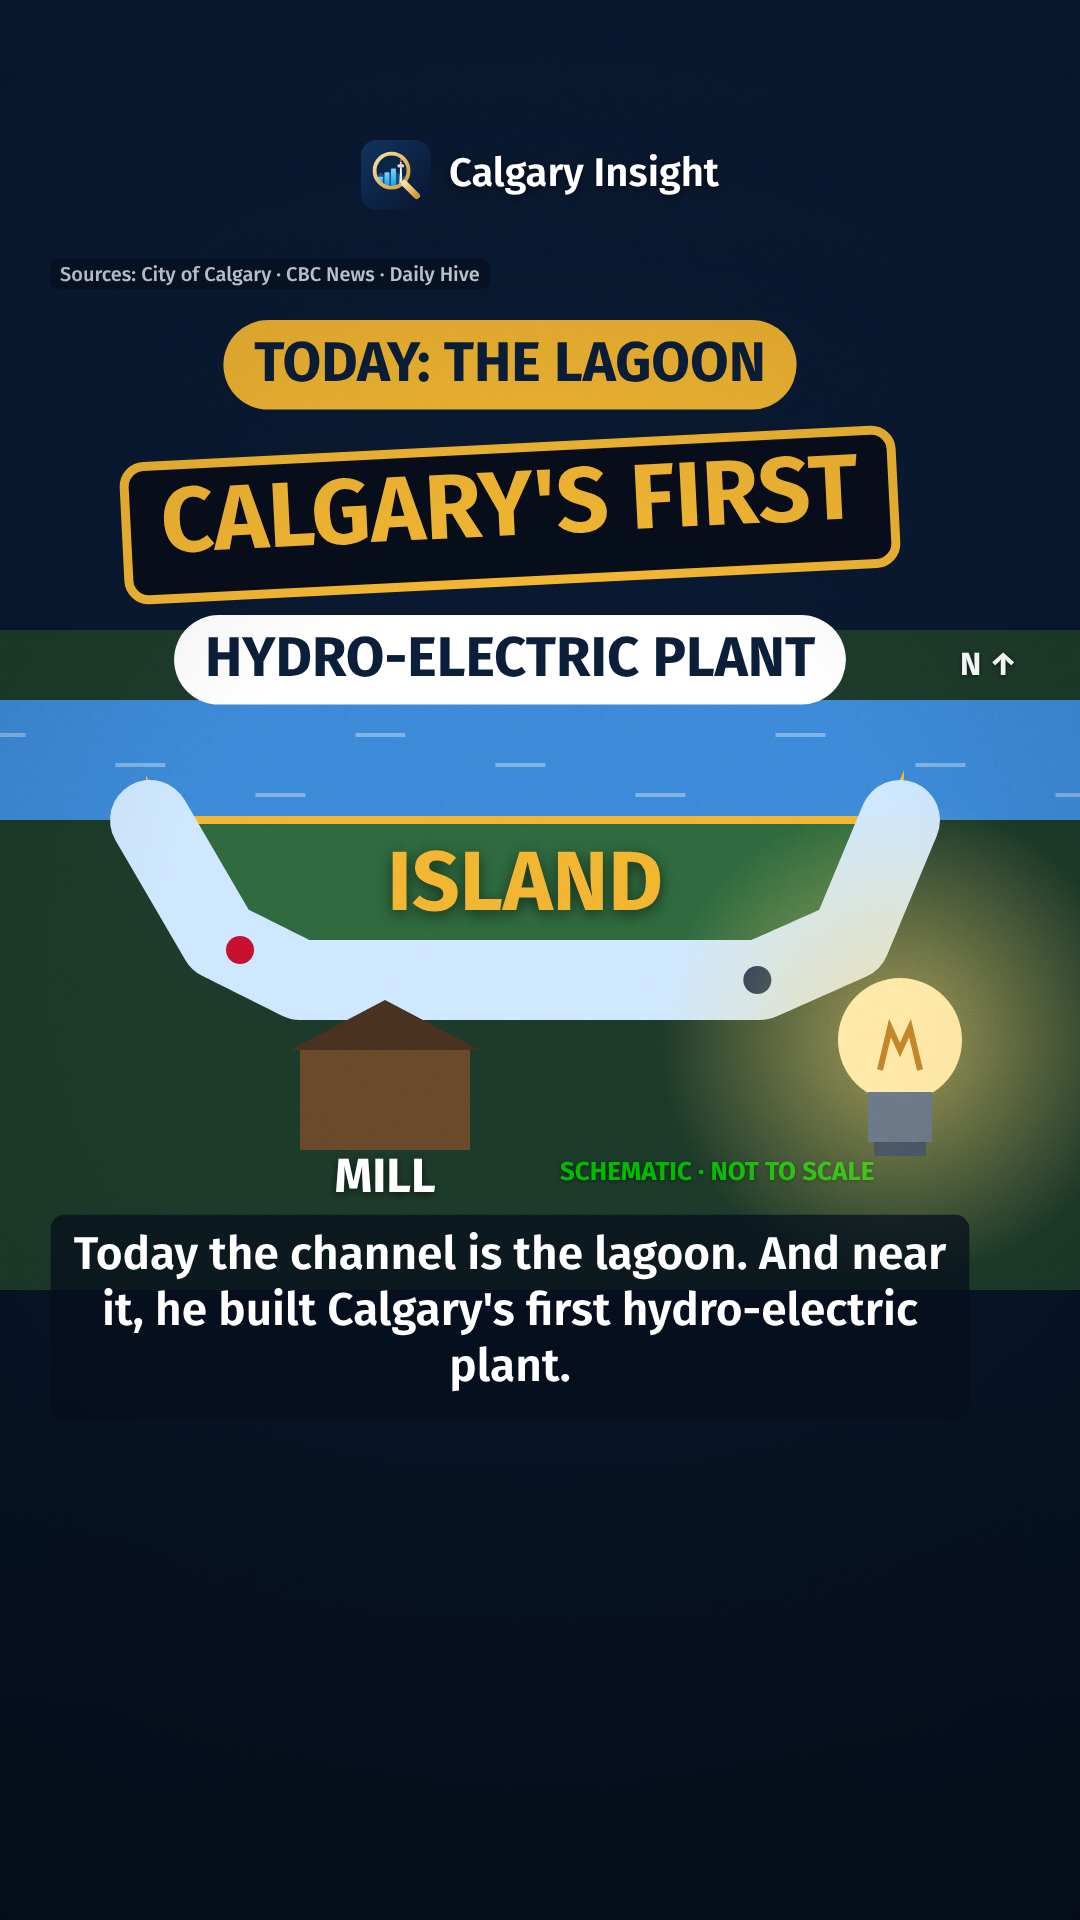 Calgary Insight
Sources: City of Calgary · CBC News · Daily Hive
TODAY: THE LAGOON
CALGARY'S FIRST
HYDRO-ELECTRIC PLANT
N ↑
ISLAND
MILL
SCHEMATIC · NOT TO SCALE
Today the channel is the lagoon. And near
it, he built Calgary's first hydro-electric
plant.